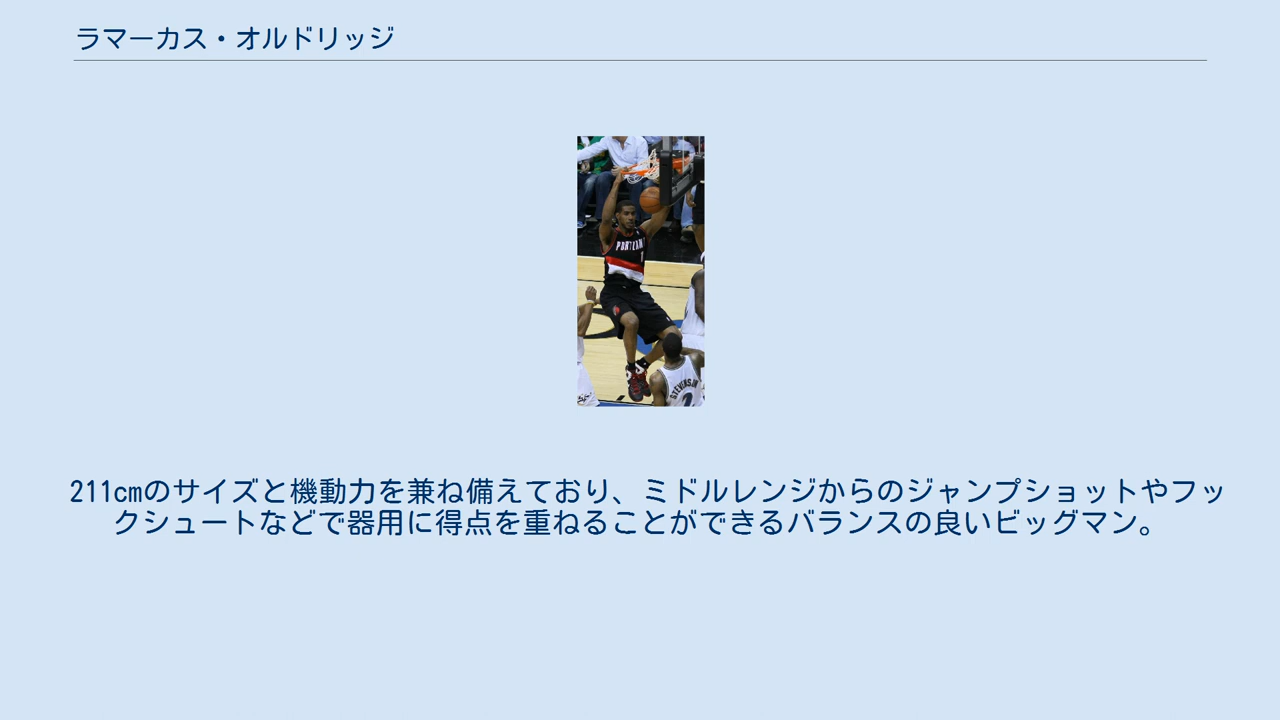 ラマーカス・オルドリッジ
PORTLAND
STEVENSON
2
211cmのサイズと機動力を兼ね備えており、ミドルレンジからのジャンプショットやフッ
クシュートなどで器用に得点を重ねることができるバランスの良いビッグマン。